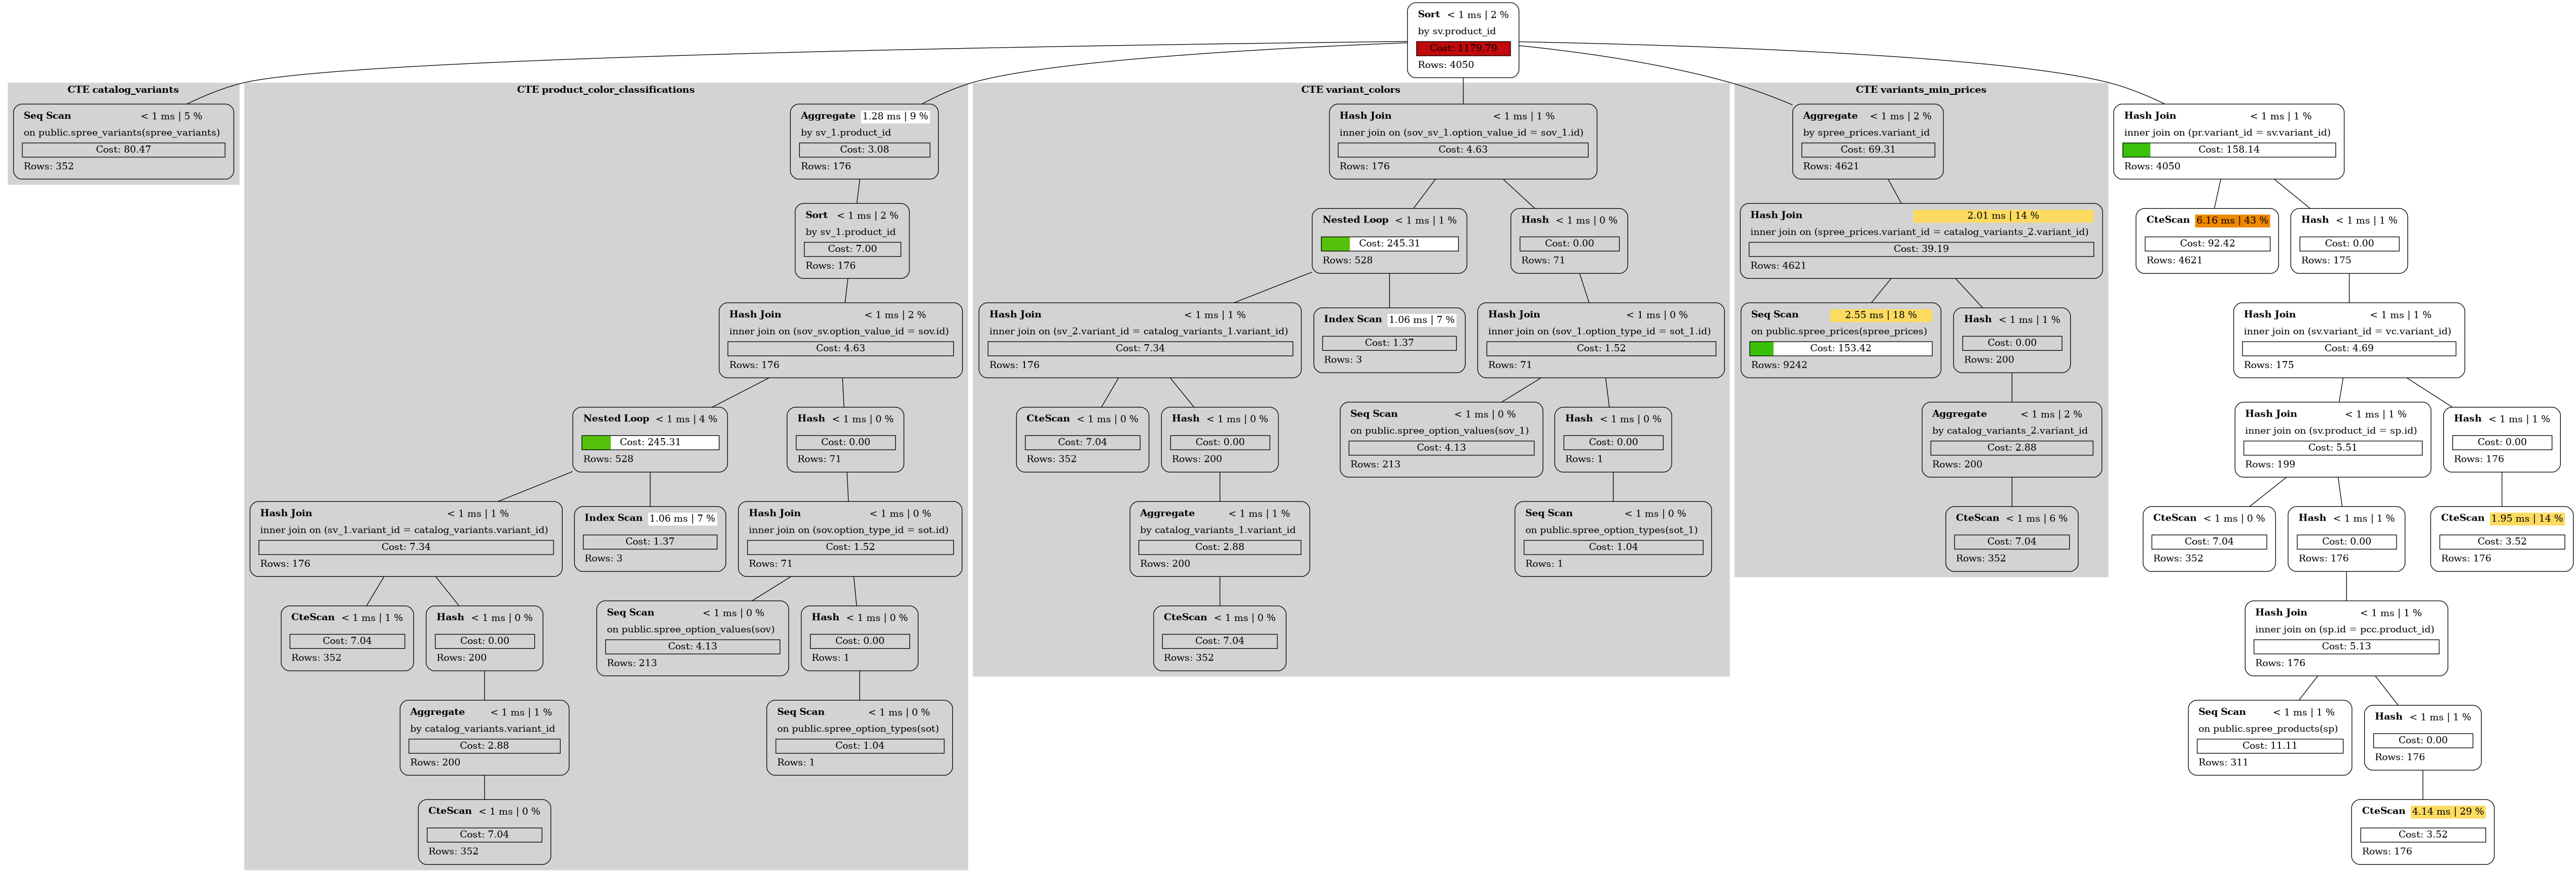 Sort < 1 ms | 2 %
by sv.product_id
Cost: 1179.79
Rows: 4050
CTE catalog_variants
Seq Scan < 1 ms | 5 %
on public.spree_variants(spree_variants)
Cost: 80.47
Rows: 352
CTE product_color_classifications
Aggregate 1.28 ms | 9 %
by sv_1.product_id
Cost: 3.08
Rows: 176
Sort < 1 ms | 2 %
by sv_1.product_id
Cost: 7.00
Rows: 176
Hash Join < 1 ms | 2 %
inner join on (sov_sv.option_value_id = sov.id)
Cost: 4.63
Rows: 176
Nested Loop < 1 ms | 4 %
Cost: 245.31
Rows: 528
Hash < 1 ms | 0 %
Cost: 0.00
Rows: 71
Hash Join < 1 ms | 1 %
inner join on (sv_1.variant_id = catalog_variants.variant_id)
Cost: 7.34
Rows: 176
Index Scan 1.06 ms | 7 %
Cost: 1.37
Rows: 3
Hash Join < 1 ms | 0 %
inner join on (sov.option_type_id = sot.id)
Cost: 1.52
Rows: 71
CteScan < 1 ms | 1 %
Cost: 7.04
Rows: 352
Hash < 1 ms | 0 %
Cost: 0.00
Rows: 200
Seq Scan < 1 ms | 0 %
on public.spree_option_values(sov)
Cost: 4.13
Rows: 213
Hash < 1 ms | 0 %
Cost: 0.00
Rows: 1
Aggregate < 1 ms | 1 %
by catalog_variants.variant_id
Cost: 2.88
Rows: 200
Seq Scan < 1 ms | 0 %
on public.spree_option_types(sot)
Cost: 1.04
Rows: 1
CteScan < 1 ms | 0 %
Cost: 7.04
Rows: 352
CTE variant_colors
Hash Join < 1 ms | 1 %
inner join on (sov_sv_1.option_value_id = sov_1.id)
Cost: 4.63
Rows: 176
Nested Loop < 1 ms | 1 %
Cost: 245.31
Rows: 528
Hash < 1 ms | 0 %
Cost: 0.00
Rows: 71
Hash Join < 1 ms | 1 %
inner join on (sv_2.variant_id = catalog_variants_1.variant_id)
Cost: 7.34
Rows: 176
Index Scan 1.06 ms | 7 %
Cost: 1.37
Rows: 3
Hash Join < 1 ms | 0 %
inner join on (sov_1.option_type_id = sot_1.id)
Cost: 1.52
Rows: 71
CteScan < 1 ms | 0 %
Cost: 7.04
Rows: 352
Hash < 1 ms | 0 %
Cost: 0.00
Rows: 200
Seq Scan < 1 ms | 0 %
on public.spree_option_values(sov_1)
Cost: 4.13
Rows: 213
Hash < 1 ms | 0 %
Cost: 0.00
Rows: 1
Aggregate < 1 ms | 1 %
by catalog_variants_1.variant_id
Cost: 2.88
Rows: 200
Seq Scan < 1 ms | 0 %
on public.spree_option_types(sot_1)
Cost: 1.04
Rows: 1
CteScan < 1 ms | 0 %
Cost: 7.04
Rows: 352
CTE variants_min_prices
Aggregate < 1 ms | 2 %
by spree_prices.variant_id
Cost: 69.31
Rows: 4621
Hash Join 2.01 ms | 14 %
inner join on (spree_prices.variant_id = catalog_variants_2.variant_id)
Cost: 39.19
Rows: 4621
Seq Scan 2.55 ms | 18 %
on public.spree_prices(spree_prices)
Cost: 153.42
Rows: 9242
Hash < 1 ms | 1 %
Cost: 0.00
Rows: 200
Aggregate < 1 ms | 2 %
by catalog_variants_2.variant_id
Cost: 2.88
Rows: 200
CteScan < 1 ms | 6 %
Cost: 7.04
Rows: 352
Hash Join < 1 ms | 1 %
inner join on (pr.variant_id = sv.variant_id)
Cost: 158.14
Rows: 4050
CteScan 6.16 ms | 43 %
Cost: 92.42
Rows: 4621
Hash < 1 ms | 1 %
Cost: 0.00
Rows: 175
Hash Join < 1 ms | 1 %
inner join on (sv.variant_id = vc.variant_id)
Cost: 4.69
Rows: 175
Hash Join < 1 ms | 1 %
inner join on (sv.product_id = sp.id)
Cost: 5.51
Rows: 199
Hash < 1 ms | 1 %
Cost: 0.00
Rows: 176
CteScan < 1 ms | 0 %
Cost: 7.04
Rows: 352
Hash < 1 ms | 1 %
Cost: 0.00
Rows: 176
CteScan 1.95 ms | 14 %
Cost: 3.52
Rows: 176
Hash Join < 1 ms | 1 %
inner join on (sp.id = pcc.product_id)
Cost: 5.13
Rows: 176
Seq Scan < 1 ms | 1 %
on public.spree_products(sp)
Cost: 11.11
Rows: 311
Hash < 1 ms | 1 %
Cost: 0.00
Rows: 176
CteScan 4.14 ms | 29 %
Cost: 3.52
Rows: 176